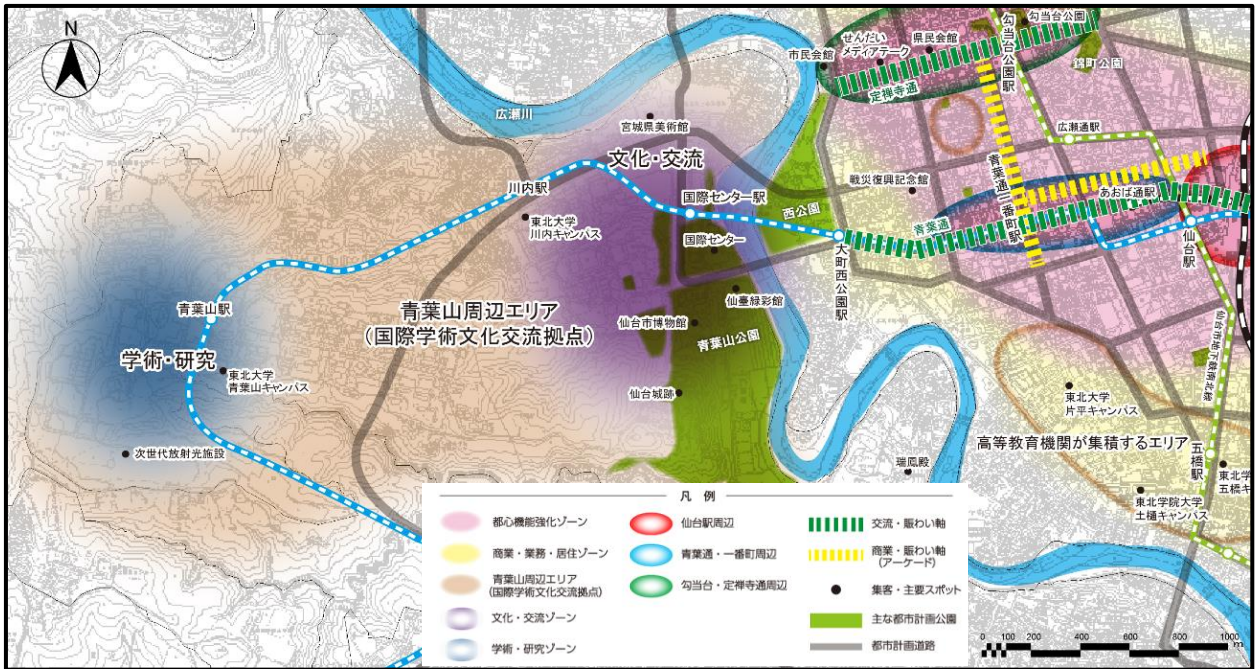 N
勾当台公園
勾当台公園駅
せんだい
メディアテーク
県民会館
市民会館
錦町公園
定禅寺通
広瀬川
宮城県美術館
広瀬通駅
文化・交流
川内駅
国際センター駅
戦災復興記念館
青葉通一番町駅
あおば通駅
西公園
東北大学
川内キャンパス
国際センター
青葉通
大町西公園駅
仙台駅
青葉山駅
青葉山周辺エリア
(国際学術文化交流拠点)
仙臺緑彩館
仙台市博物館
青葉山公園
学術・研究
東北大学
青葉山キャンパス
仙台城跡
仙台市地下鉄南北線
東北大学
片平キャンパス
高等教育機関が集積するエリア
次世代放射光施設
瑞鳳殿
五橋駅
東北学
五橋キ
東北学院大学
土樋キャンパス
凡 例
都心機能強化ゾーン
仙台駅周辺
交流・賑わい軸
商業・業務・居住ゾーン
青葉通・一番町周辺
商業・賑わい軸
(アーケード)
青葉山周辺エリア
(国際学術文化交流拠点)
勾当台・定禅寺通周辺
集客・主要スポット
文化・交流ゾーン
主な都市計画公園
学術・研究ゾーン
都市計画道路
0 100 200 400 600 800 1000
m